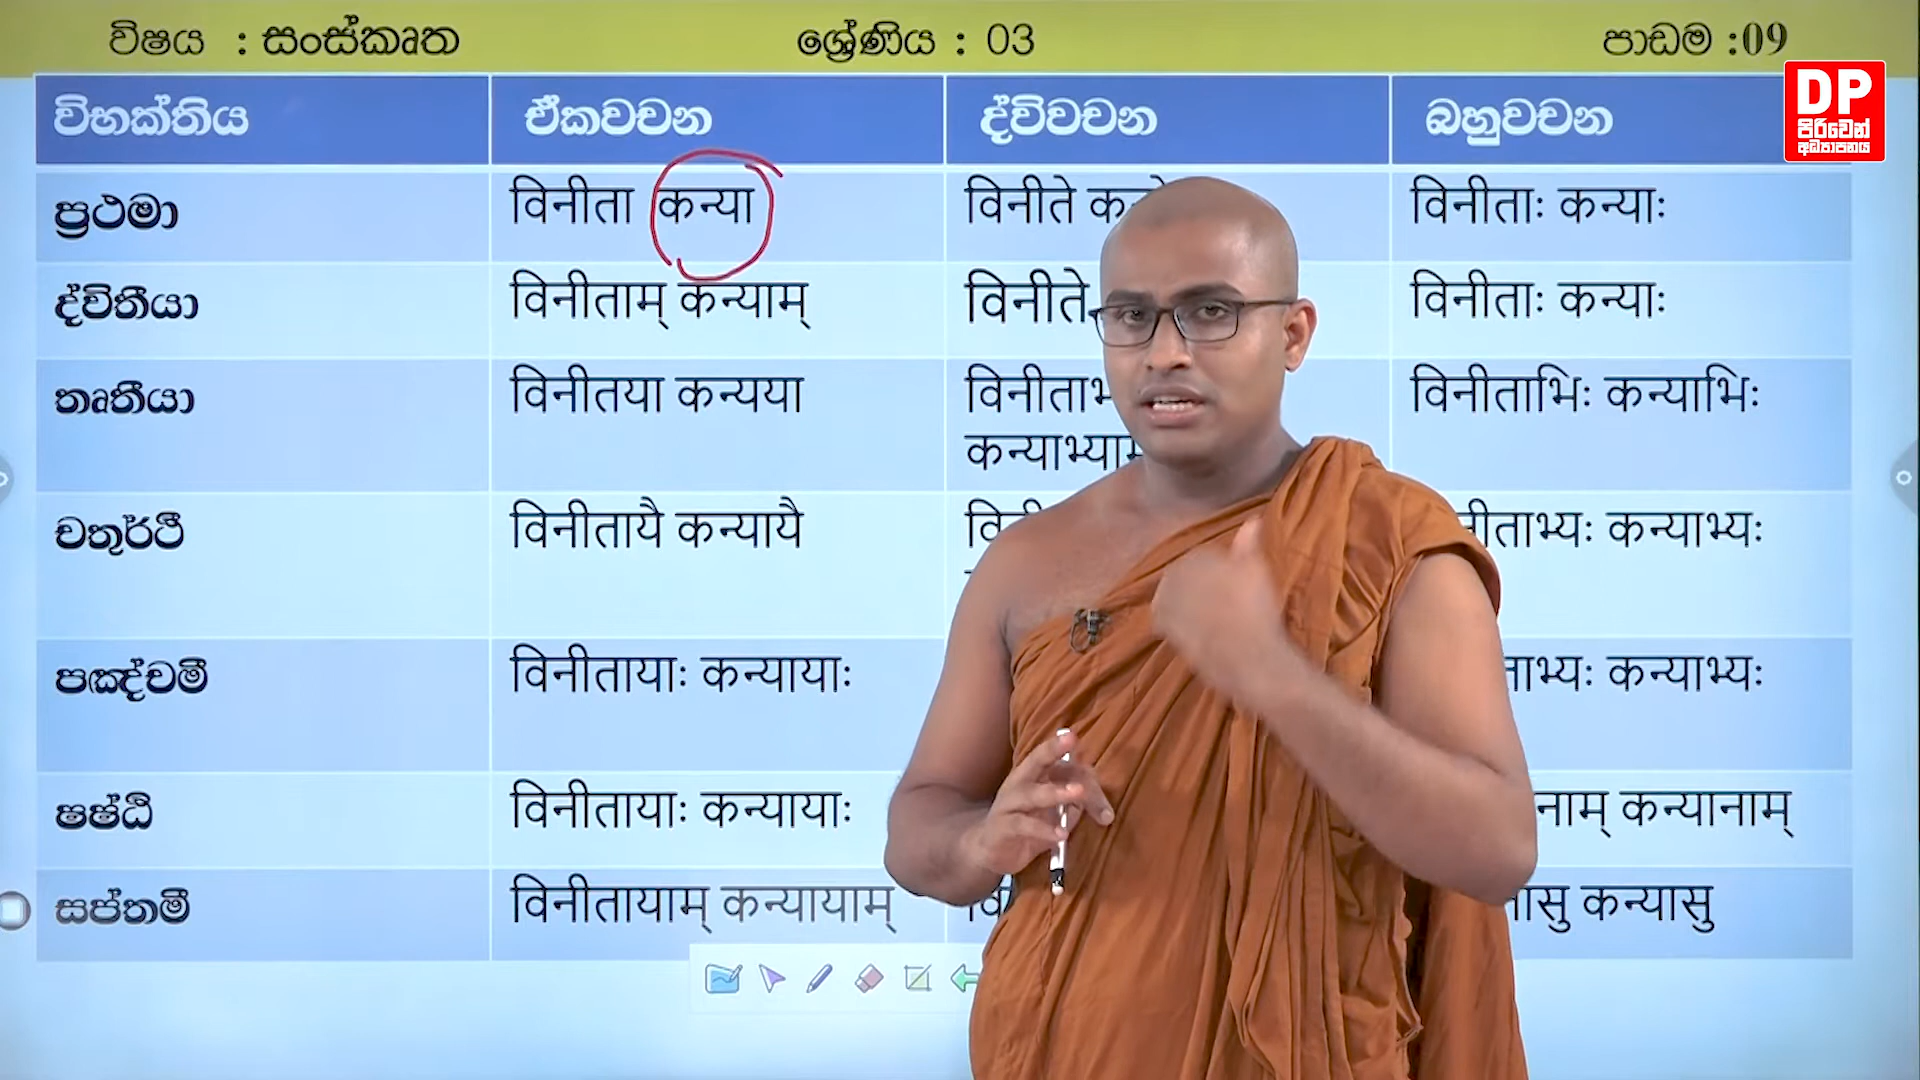 විෂය : සංස්කෘත ශ්‍රේණිය : 03 පාඩම :09
DP
පිරිවෙන්
අධ්‍යාපනය
විභක්තිය ඒකවචන ද්විවචන බහුවචන
ප්‍රථමා विनीता कन्या विनीते विनीताः कन्याः
ද්විතීයා विनीताम् कन्याम् विनीते विनीताः कन्याः
තෘතීයා विनीतया कन्यया विनीताभिः कन्याभिः
कन्याभ्याम्
චතුර්ථී विनीतायै कन्यायै कन्याभ्यः
පඤ්චමී विनीतायाः कन्यायाः कन्याभ्यः
ෂෂ්ඨි विनीतायाः कन्यायाः कन्यानाम्
සප්තමී विनीतायाम् कन्यायाम् कन्यासु